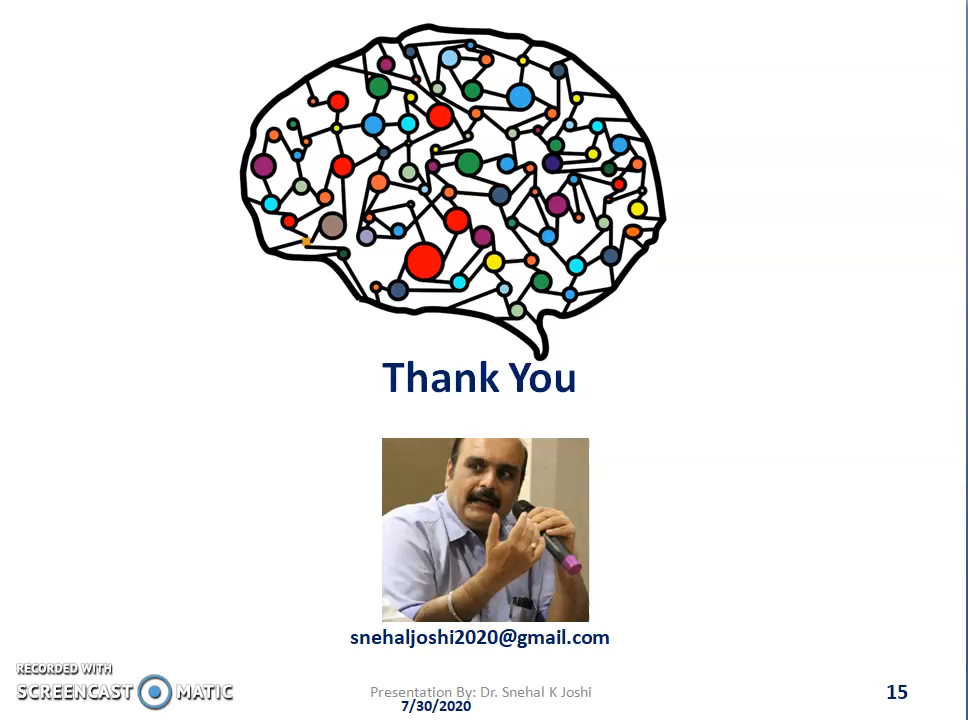 Thank You
snehaljoshi2020@gmail.com
RECORDED WITH
SCREENCAST MATIC
Presentation By: Dr. Snehal K Joshi
7/30/2020
15